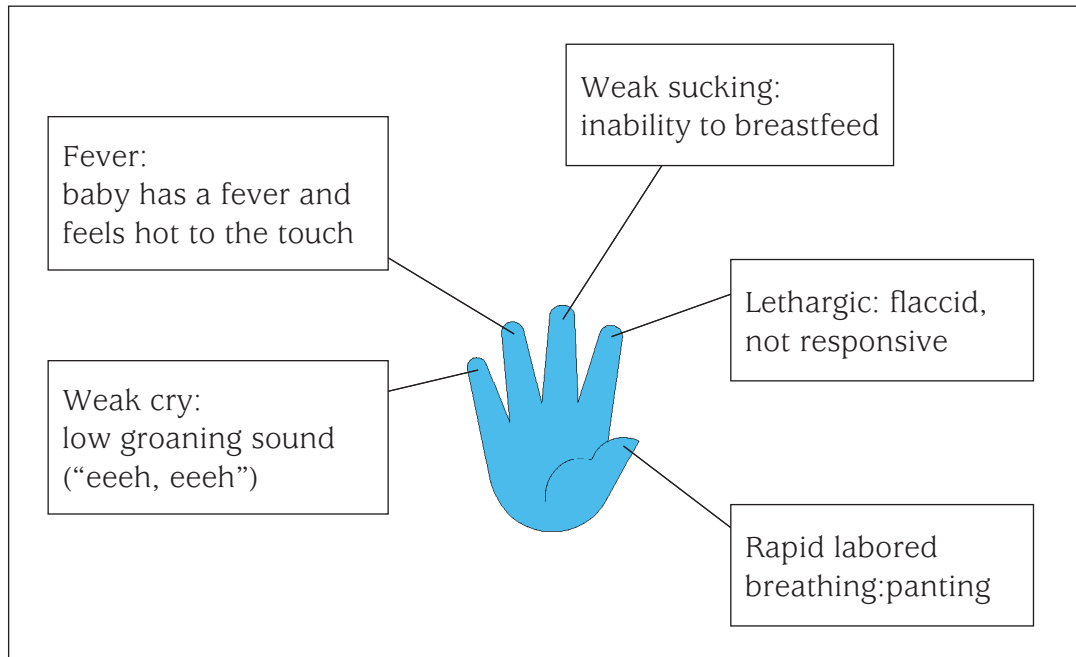 Weak sucking:
inability to breastfeed
Fever:
baby has a fever and
feels hot to the touch
Lethargic: flaccid,
not responsive
Weak cry:
low groaning sound
(“eeeh, eeeh”)
Rapid labored
breathing:panting